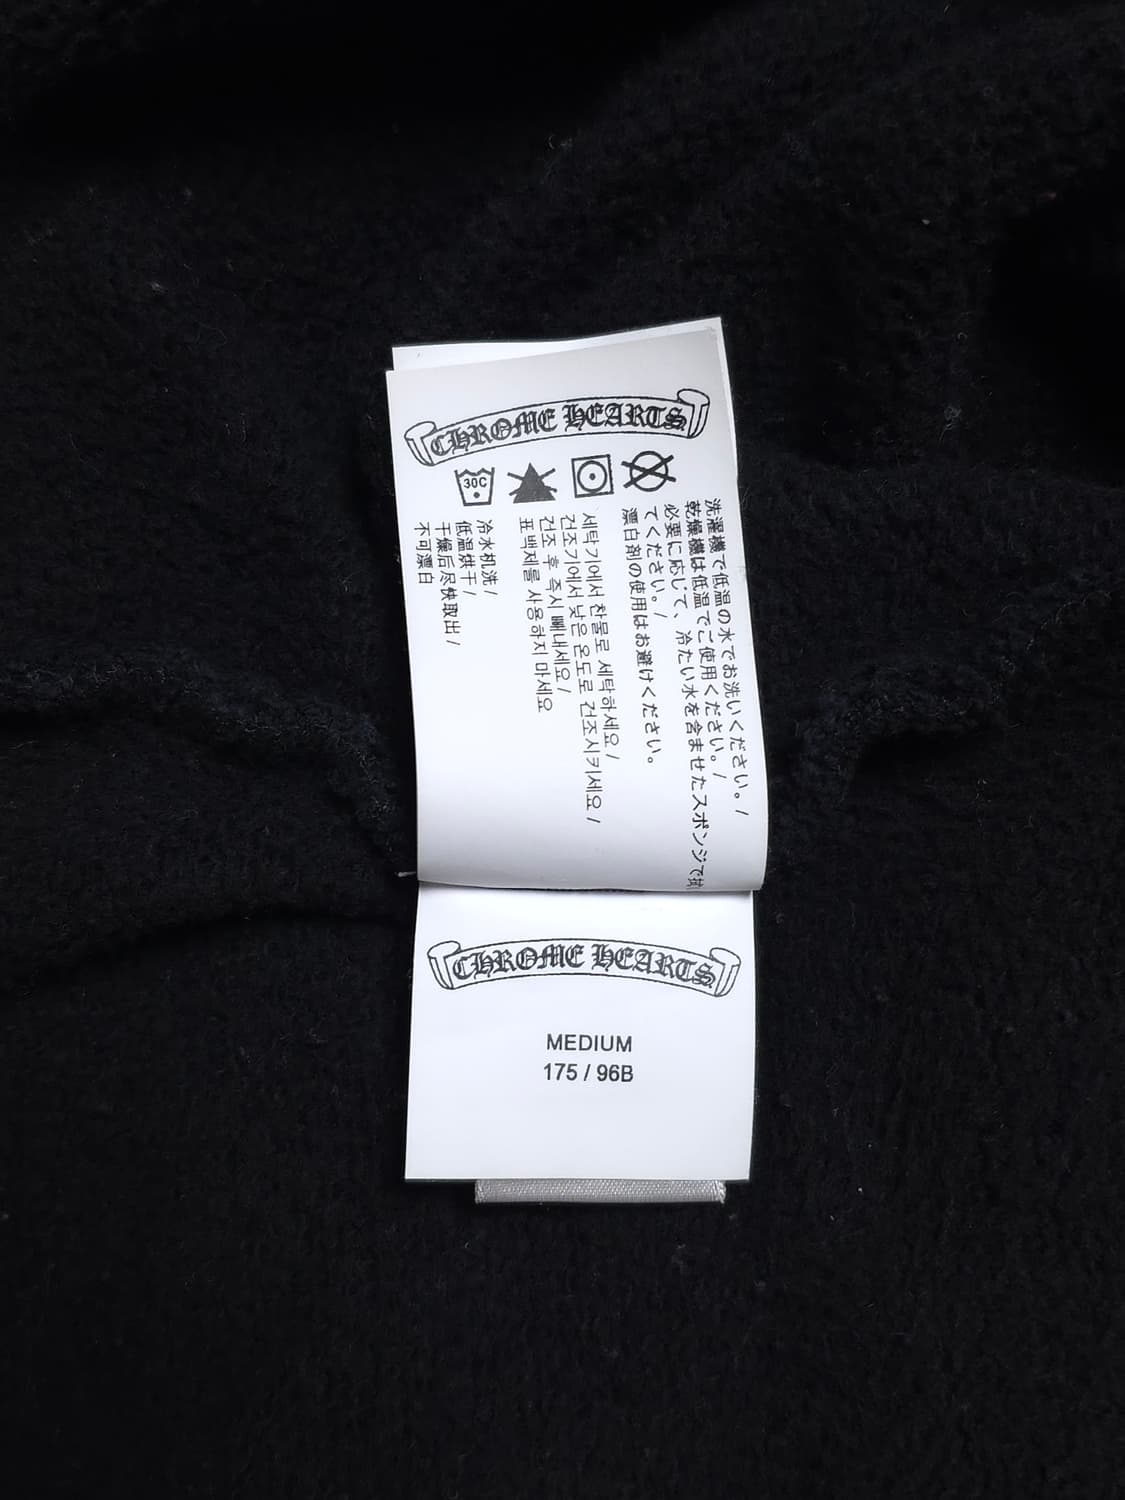 CHROME HEARTS
30C
洗濯機で低温の水でお洗いください。/
乾燥機は低温でご使用ください。/
必要に応じて、冷たい水を含ませたスポンジで拭
てください。/
漂白剤の使用はお避けください。
세탁기에서 찬물로 세탁하세요 /
건조기에서 낮은 온도로 건조시키세요 /
건조 후 즉시 빼내세요 /
표백제를 사용하지 마세요
冷水机洗 /
低温烘干 /
干燥后尽快取出 /
不可漂白
CHROME HEARTS
MEDIUM
175 / 96B